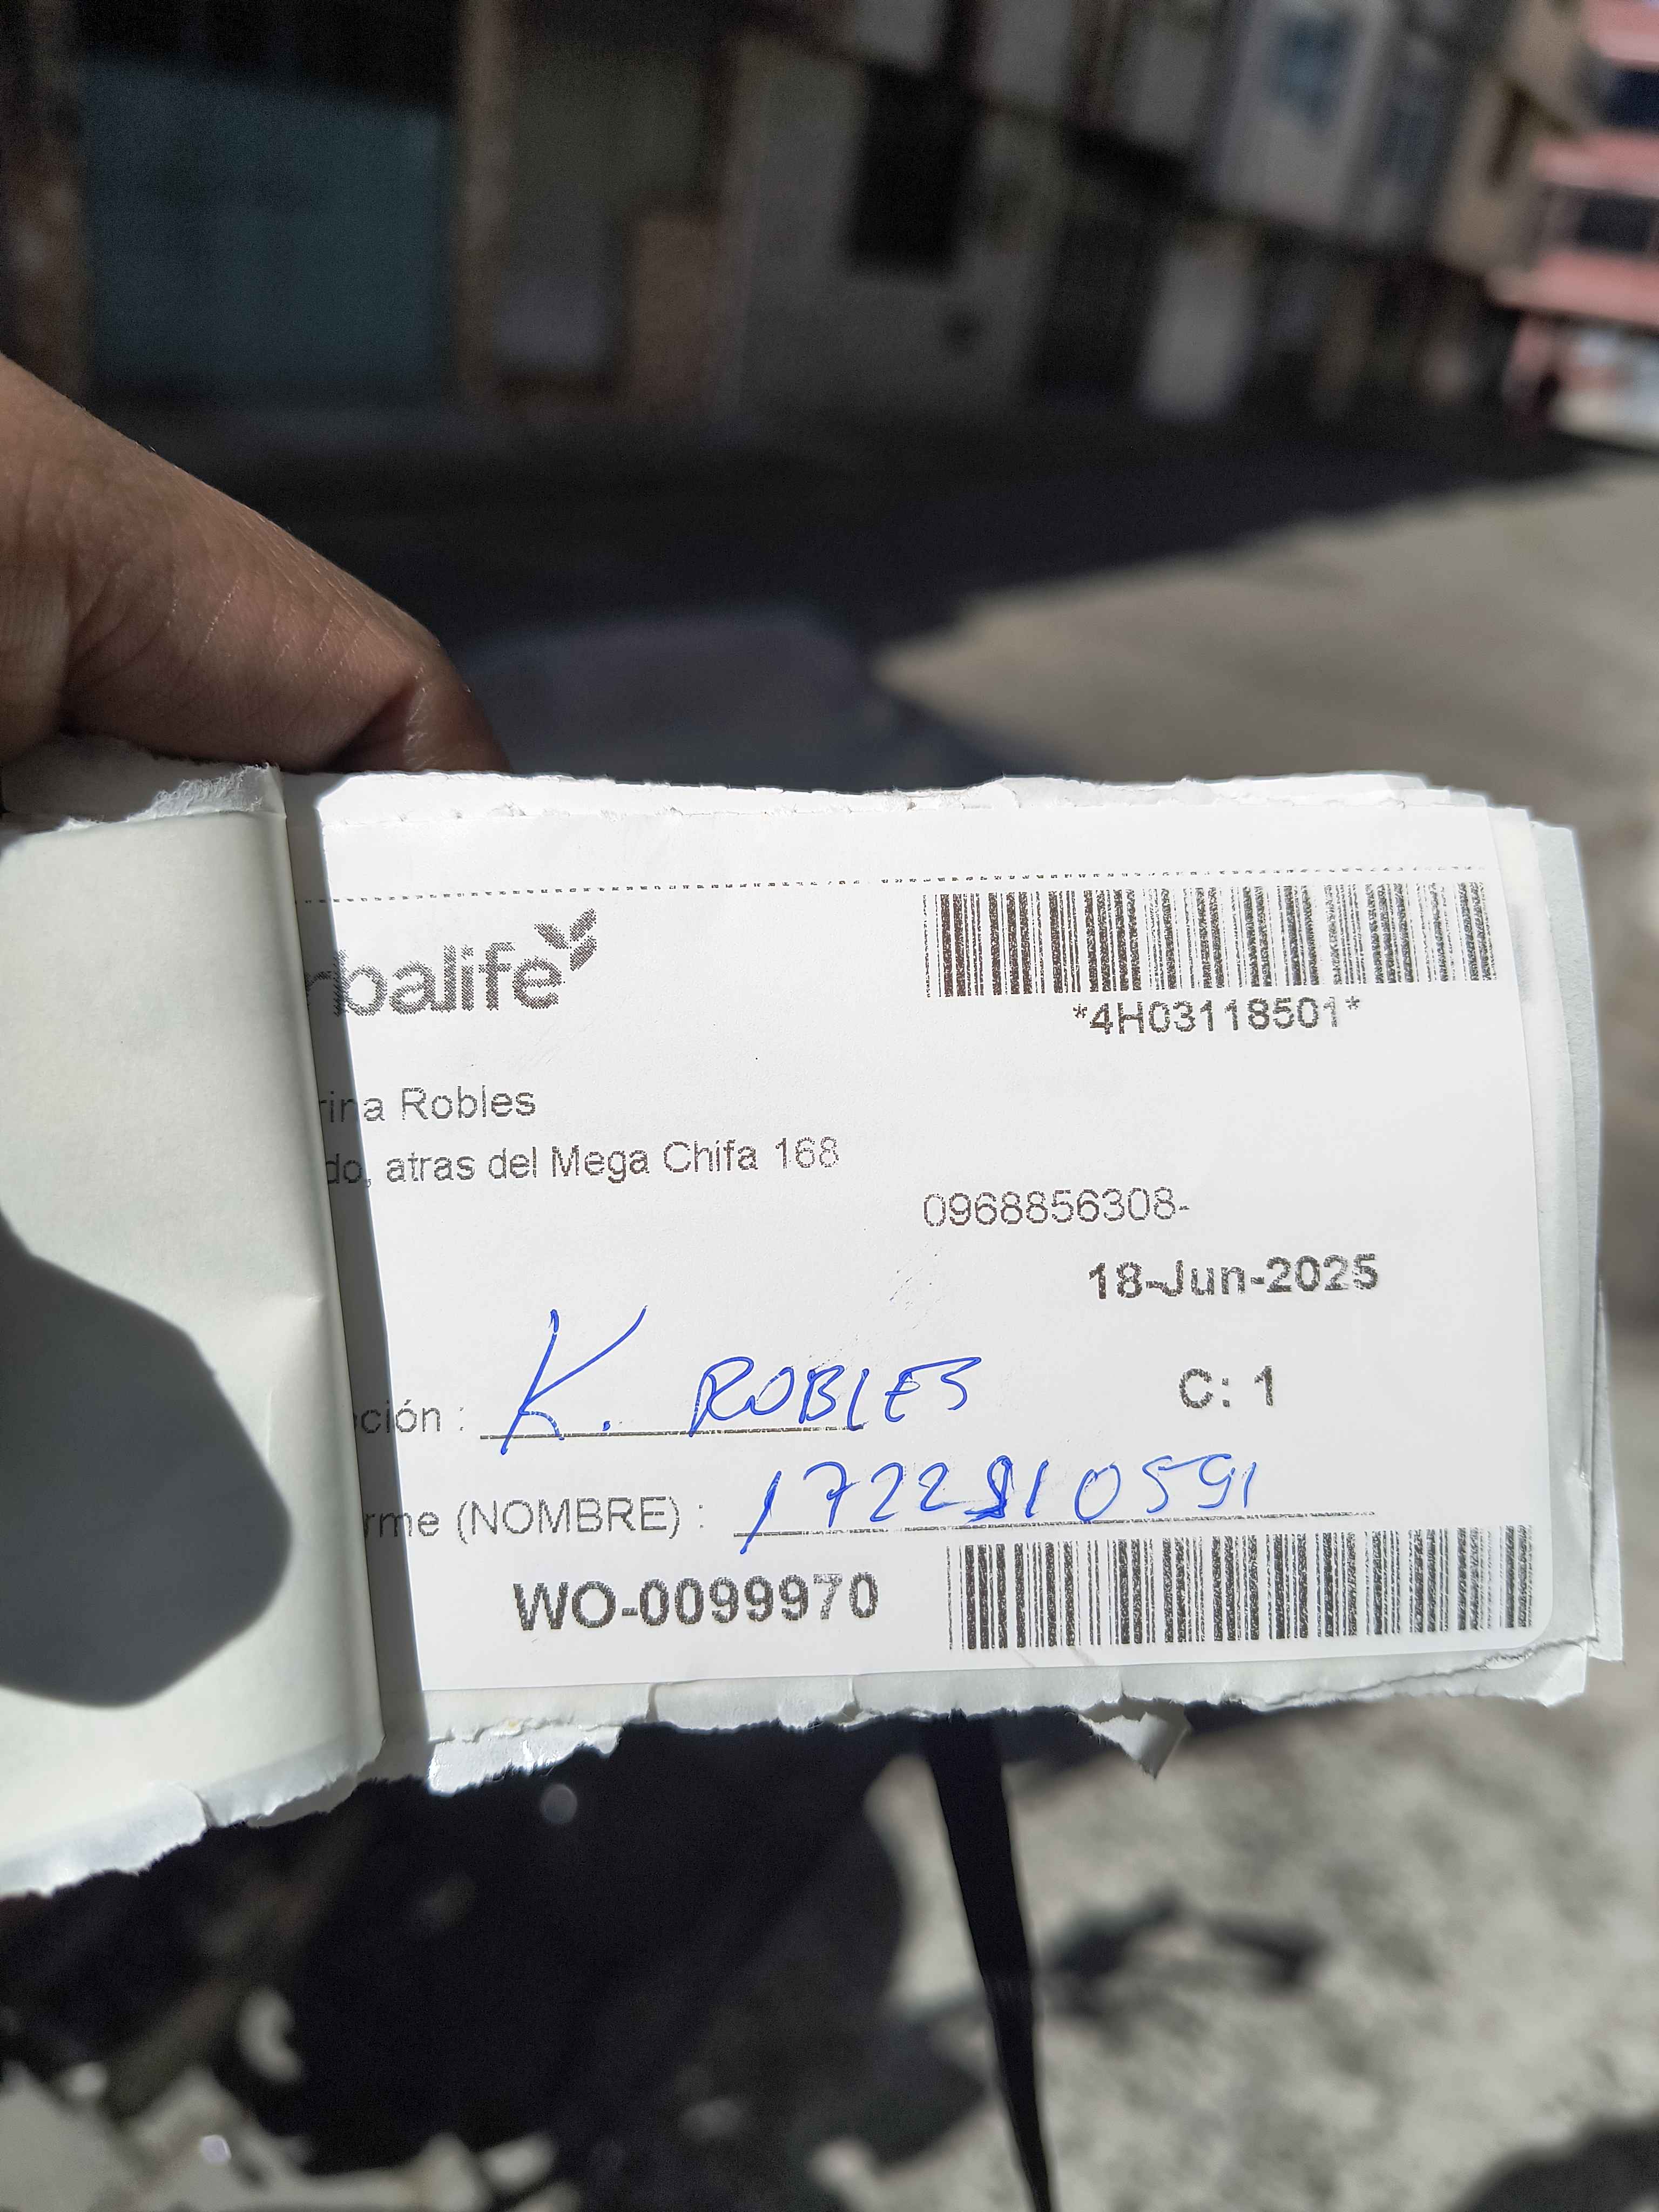 rbalife
*4H03118501*
rina Robles
do, atras del Mega Chifa 168
0968856308-
18-Jun-2025
C: 1
ción : K. ROBLES
rme (NOMBRE) : 1722810591
WO-0099970